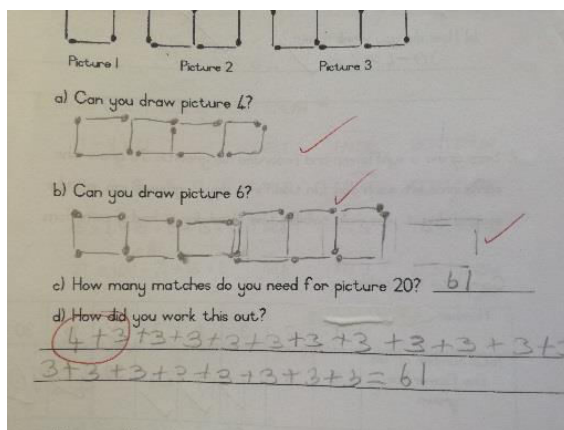 Picture 1 Picture 2 Picture 3
a) Can you draw picture 4?
b) Can you draw picture 6?
c) How many matches do you need for picture 20? 61
d) How did you work this out?
4+3+3+3+3+3+3+3+3+3+3+3
3+3+3+3+3+3+3+3+3=61